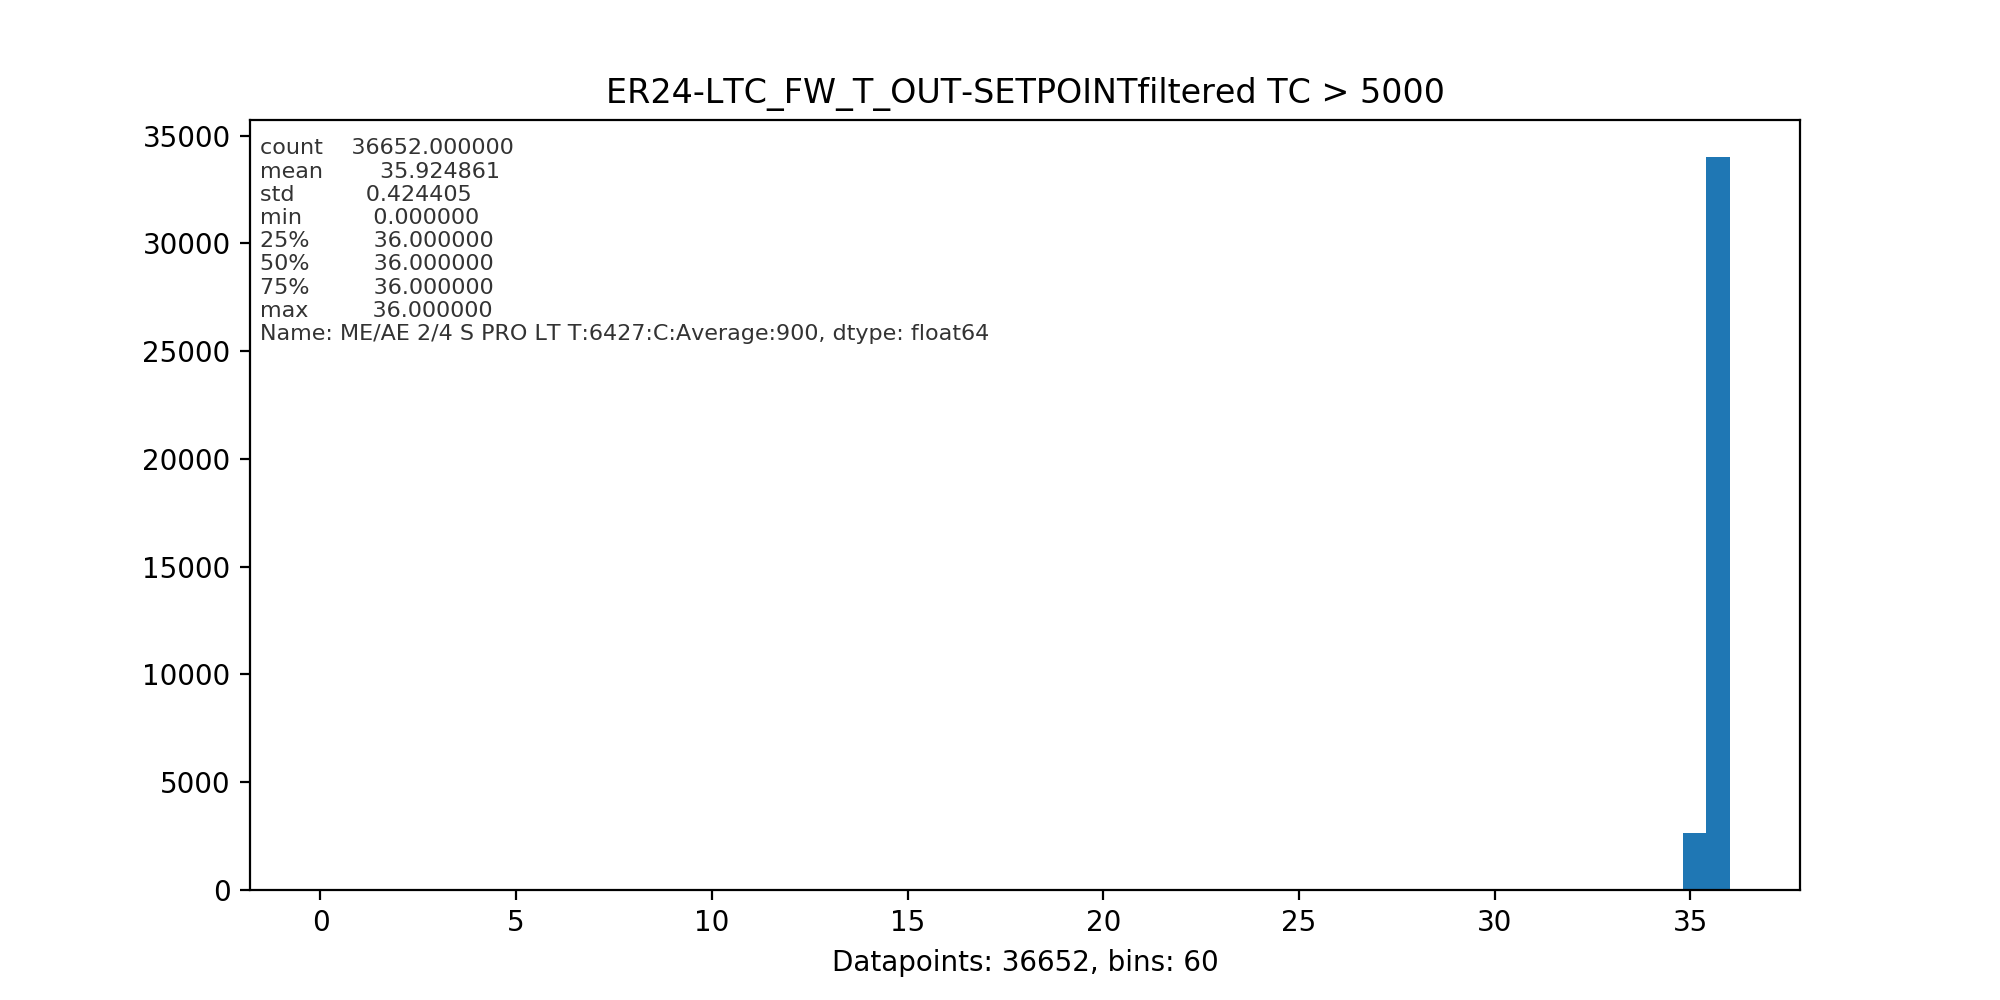 ER24-LTC_FW_T_OUT-SETPOINTfiltered TC > 5000
35000
30000
25000
20000
15000
10000
5000
0
count 36652.000000
mean 35.924861
std 0.424405
min 0.000000
25% 36.000000
50% 36.000000
75% 36.000000
max 36.000000
Name: ME/AE 2/4 S PRO LT T:6427:C:Average:900, dtype: float64
0 5 10 15 20 25 30 35
Datapoints: 36652, bins: 60